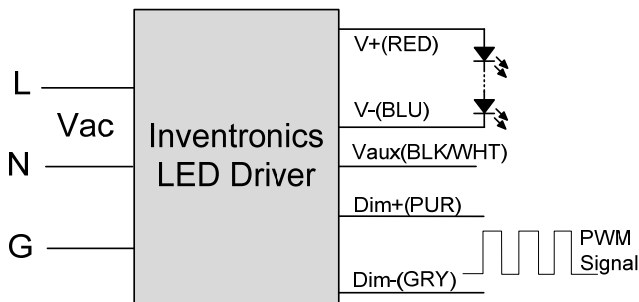 L
Vac
N
G
Inventronics
LED Driver
V+(RED)
V-(BLU)
Vaux(BLK/WHT)
Dim+(PUR)
Dim-(GRY)
PWM
Signal